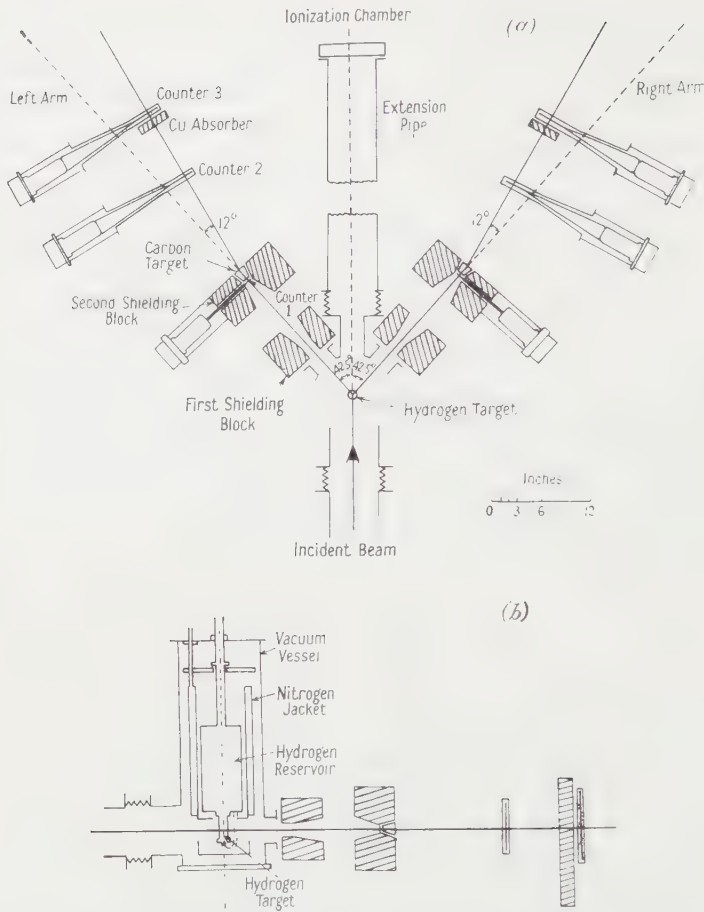 Ionization Chamber
(a)
Left Arm
Counter 3
Cu Absorber
Extension
Pipe
Right Arm
Counter 2
12°
12°
Carbon
Target
Second Shielding
Block
Counter
1
42.5°
42.5°
First Shielding
Block
Hydrogen Target
Inches
0 3 6 12
Incident Beam
(b)
Vacuum
Vessel
Nitrogen
Jacket
Hydrogen
Reservoir
Hydrogen
Target